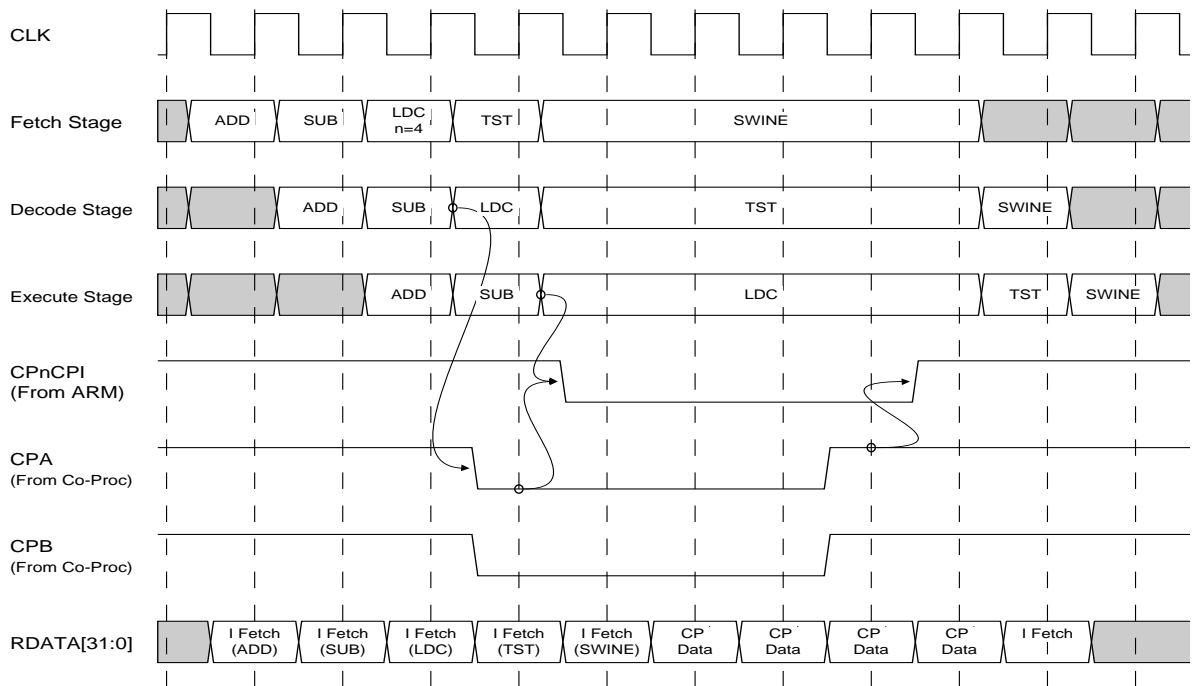 CLK
Fetch Stage
ADD
SUB
LDC
n=4
TST
SWINE
Decode Stage
ADD
SUB
LDC
TST
SWINE
Execute Stage
ADD
SUB
LDC
TST
SWINE
CPnCPI
(From ARM)
CPA
(From Co-Proc)
CPB
(From Co-Proc)
RDATA[31:0]
I Fetch
(ADD)
I Fetch
(SUB)
I Fetch
(LDC)
I Fetch
(TST)
I Fetch
(SWINE)
CP
Data
CP
Data
CP
Data
CP
Data
I Fetch